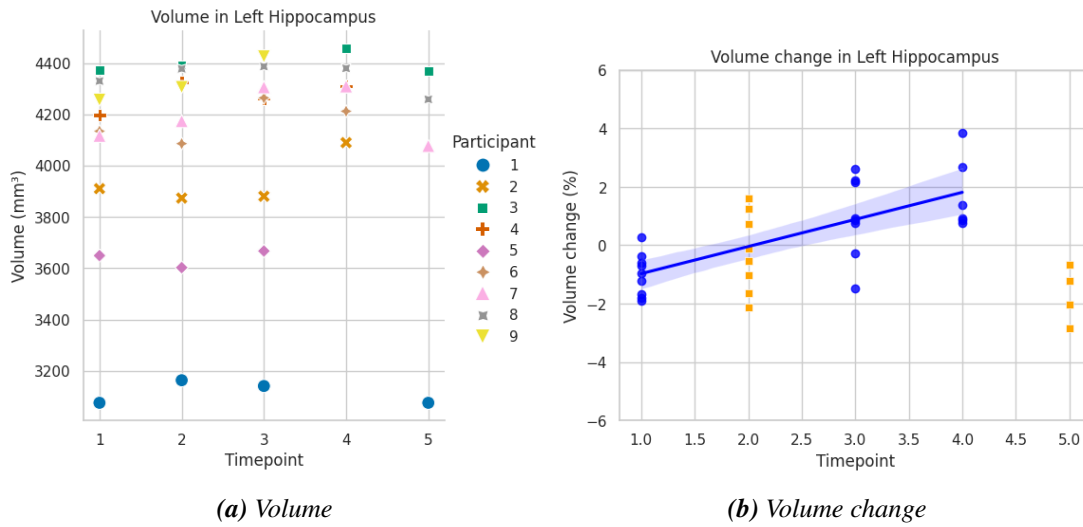 Volume in Left Hippocampus
Volume (mm³)
4400
4200
4000
3800
3600
3400
3200
1 2 3 4 5
Timepoint
Participant
1
2
3
4
5
6
7
8
9
(a) Volume
Volume change in Left Hippocampus
Volume change (%)
6
4
2
0
−2
−4
−6
1.0 1.5 2.0 2.5 3.0 3.5 4.0 4.5 5.0
Timepoint
(b) Volume change